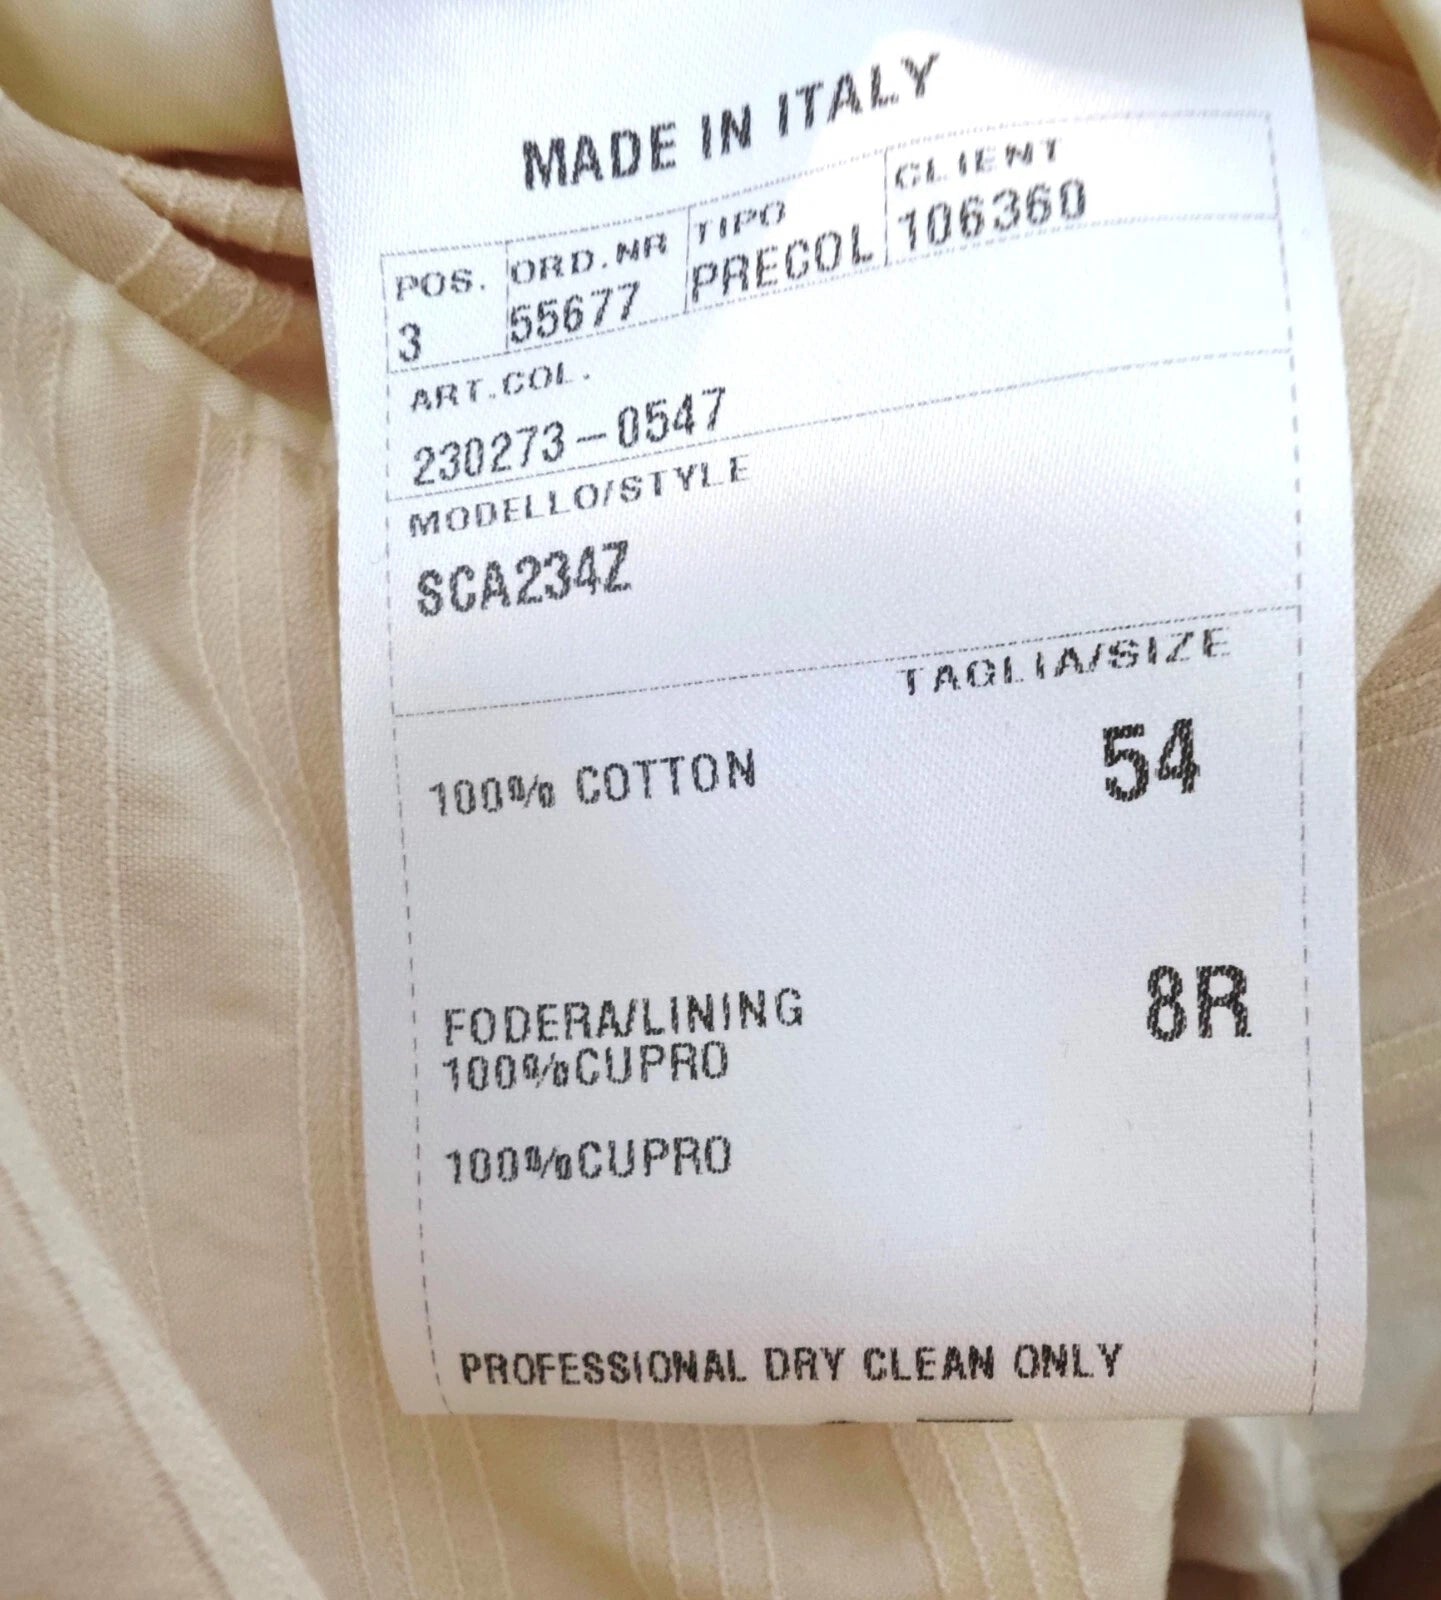 MADE IN ITALY
POS. ORD.NR TIPO CLIENT
3 55677 PRECOL 106360
ART.COL.
230273-0547
MODELLO/STYLE
SCA234Z
TAGLIA/SIZE
100% COTTON 54
FODERA/LINING 8R
100%CUPRO
100%CUPRO
PROFESSIONAL DRY CLEAN ONLY